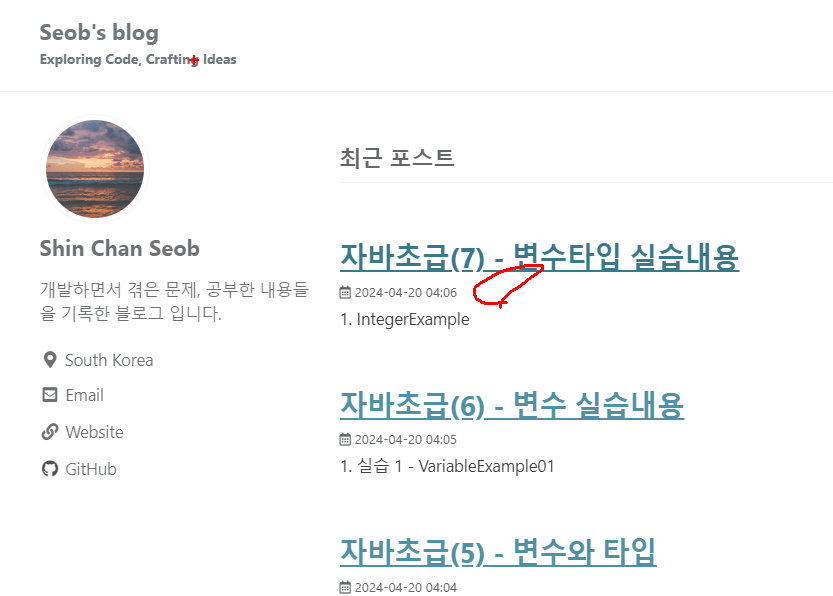 Seob's blog
Exploring Code, Crafting Ideas
Shin Chan Seob
개발하면서 겪은 문제, 공부한 내용들
을 기록한 블로그 입니다.
South Korea
Email
Website
GitHub
최근 포스트
자바초급(7) - 변수타입 실습내용
2024-04-20 04:06
1. IntegerExample
자바초급(6) - 변수 실습내용
2024-04-20 04:05
1. 실습 1 - VariableExample01
자바초급(5) - 변수와 타입
2024-04-20 04:04